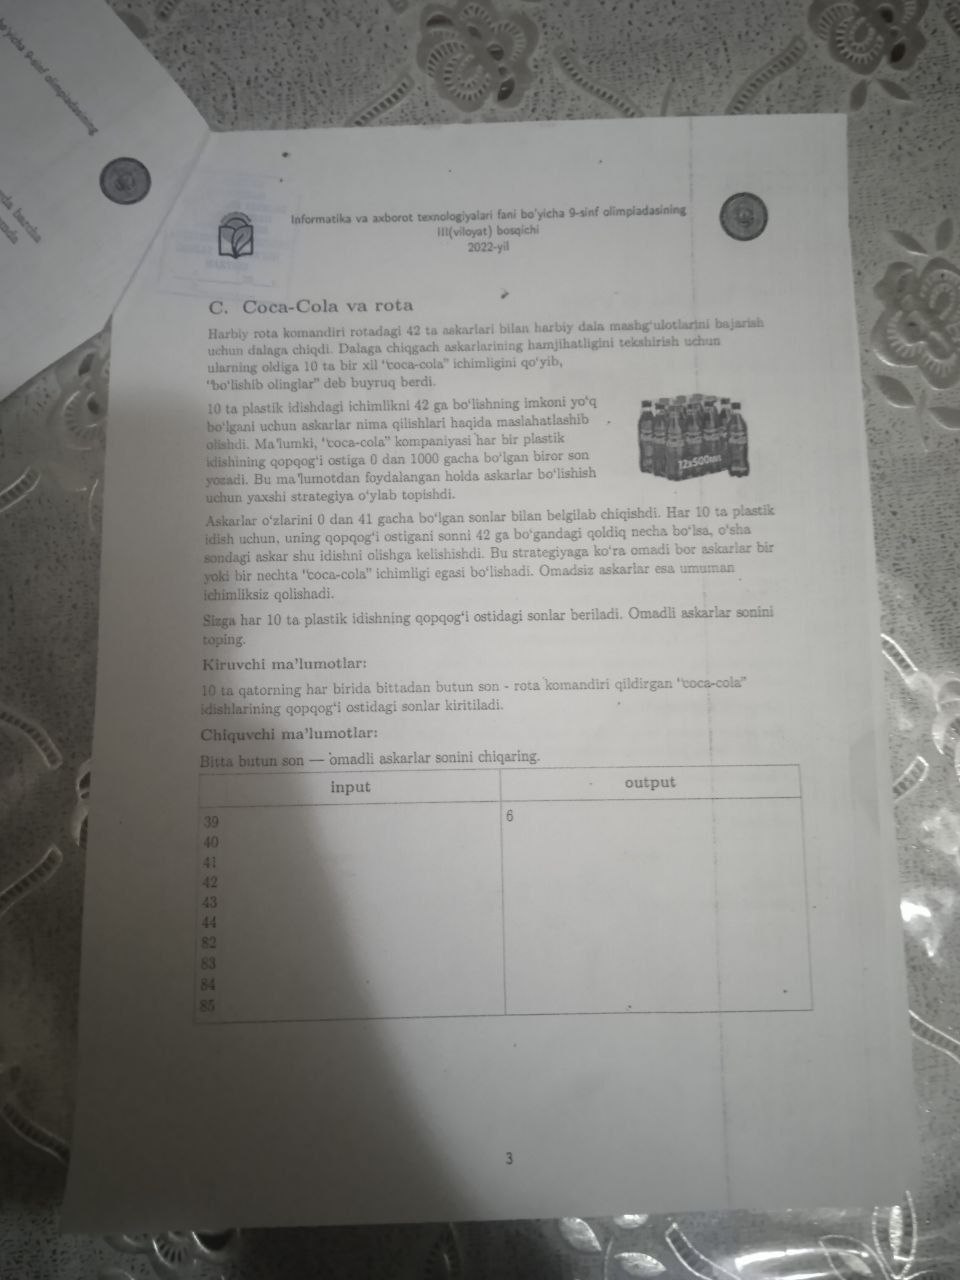 bo'yicha 9-sinf olimpiadasining
Informatika va axborot texnologiyalari fani bo'yicha 9-sinf olimpiadasining
III(viloyat) bosqichi
2022-yil
C. Coca-Cola va rota
Harbiy rota komandiri rotadagi 42 ta askarlari bilan harbiy dala mashg'ulotlarini bajarish
uchun dalaga chiqdi. Dalaga chiqgach askarlarining hamjihatligini tekshirish uchun
ularning oldiga 10 ta bir xil "coca-cola" ichimligini qo'yib,
"bo'lishib olinglar" deb buyruq berdi.
10 ta plastik idishdagi ichimlikni 42 ga bo'lishning imkoni yo'q
bo'lgani uchun askarlar nima qilishlari haqida maslahatlashib
olishdi. Ma'lumki, "coca-cola" kompaniyasi har bir plastik
idishining qopqog'i ostiga 0 dan 1000 gacha bo'lgan biror son
yozadi. Bu ma'lumotdan foydalangan holda askarlar bo'lishish
uchun yaxshi strategiya o'ylab topishdi.
12x500ml
Askarlar o'zlarini 0 dan 41 gacha bo'lgan sonlar bilan belgilab chiqishdi. Har 10 ta plastik
idish uchun, uning qopqog'i ostigani sonni 42 ga bo'gandagi qoldiq necha bo'lsa, o'sha
sondagi askar shu idishni olishga kelishishdi. Bu strategiyaga ko'ra omadi bor askarlar bir
yoki bir nechta "coca-cola" ichimligi egasi bo'lishadi. Omadsiz askarlar esa umuman
ichimliksiz qolishadi.
Sizga har 10 ta plastik idishning qopqog'i ostidagi sonlar beriladi. Omadli askarlar sonini
toping.
Kiruvchi ma'lumotlar:
10 ta qatorning har birida bittadan butun son - rota komandiri qildirgan "coca-cola"
idishlarining qopqog'i ostidagi sonlar kiritiladi.
Chiquvchi ma'lumotlar:
Bitta butun son — omadli askarlar sonini chiqaring.
input output
39 6
40
41
42
43
44
82
83
84
85
3